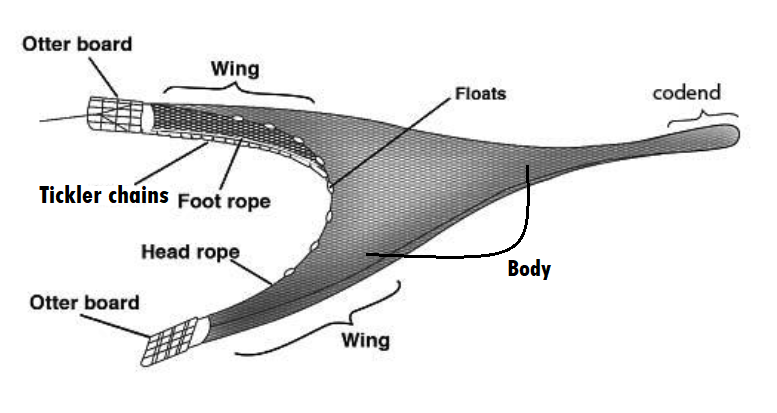 Otter board
Wing
Floats
codend
Tickler chains
Foot rope
Head rope
Body
Otter board
Wing